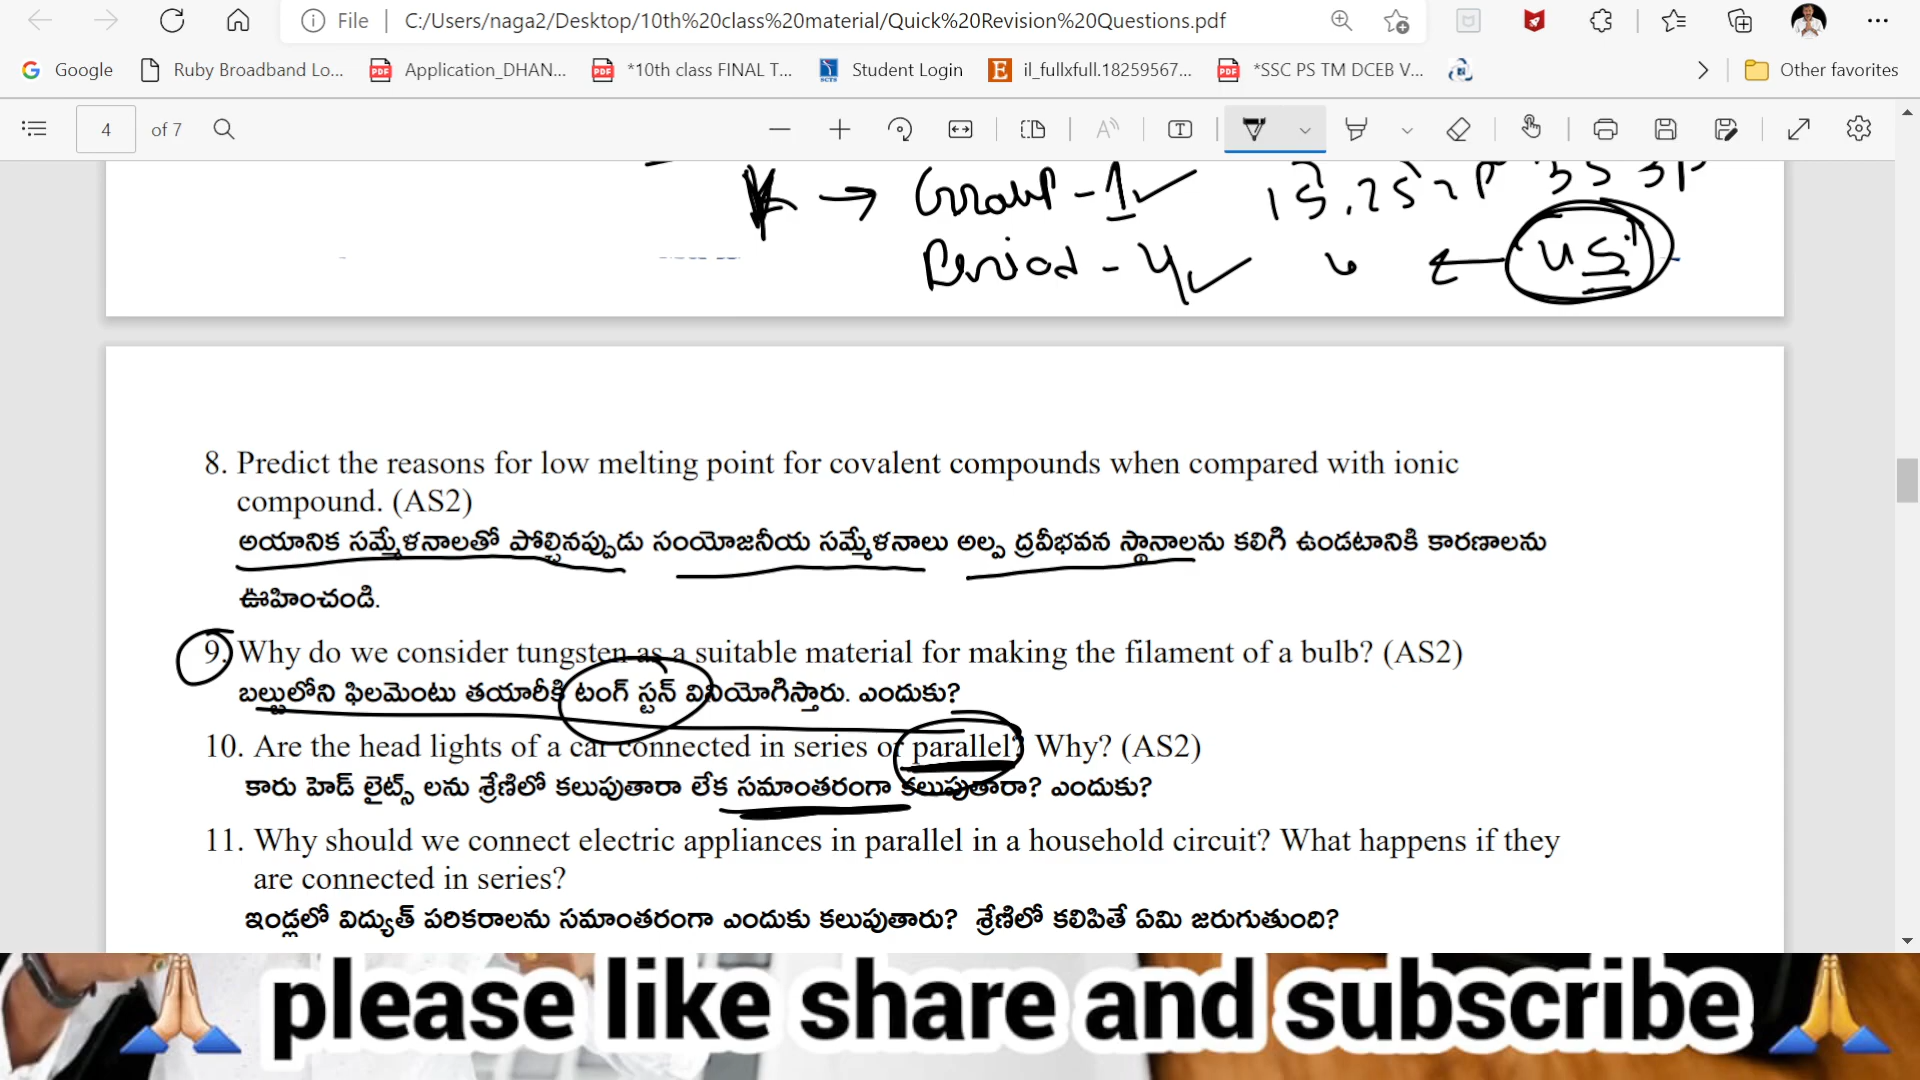 File
C:/Users/naga2/Desktop/10th%20class%20material/Quick%20Revision%20Questions.pdf
Google Ruby Broadband Lo... Application_DHAN... *10th class FINAL T... Student Login il_fullxfull.18259567... *SSC PS TM DCEB V... Other favorites
4 of 7
→ Group - 1
Period - 4
8. Predict the reasons for low melting point for covalent compounds when compared with ionic
compound. (AS2)
అయానిక సమ్మేళనాలతో పోల్చినప్పుడు సంయోజనీయ సమ్మేళనాలు అల్ప ద్రవీభవన స్థానాలను కలిగి ఉండటానికి కారణాలను
ఊహించండి.
9. Why do we consider tungsten as a suitable material for making the filament of a bulb? (AS2)
బల్బులోని ఫిలమెంటు తయారీకి టంగ్ స్టన్ వినియోగిస్తారు. ఎందుకు?
10. Are the head lights of a car connected in series or parallel? Why? (AS2)
కారు హెడ్ లైట్స్ లను శ్రేణిలో కలుపుతారా లేక సమాంతరంగా కలుపుతారా? ఎందుకు?
11. Why should we connect electric appliances in parallel in a household circuit? What happens if they
are connected in series?
ఇండ్లలో విద్యుత్ పరికరాలను సమాంతరంగా ఎందుకు కలుపుతారు? శ్రేణిలో కలిపితే ఏమి జరుగుతుంది?
please like share and subscribe